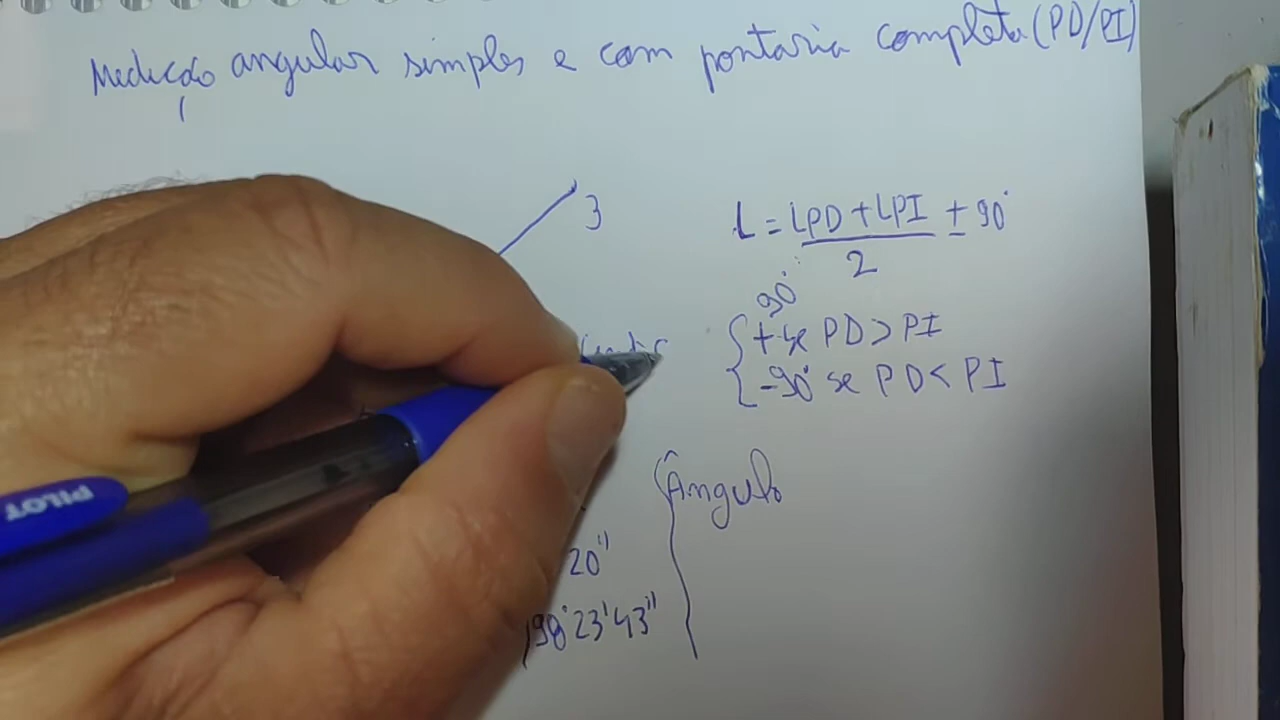 Medição angular simples e com pontaria completa (PD/PI)
3
L = LPD + LPI ± 90°
2
90°
+ se PD > PI
-90° se PD < PI
Ângulo
20"
198° 23' 43"
PILOT